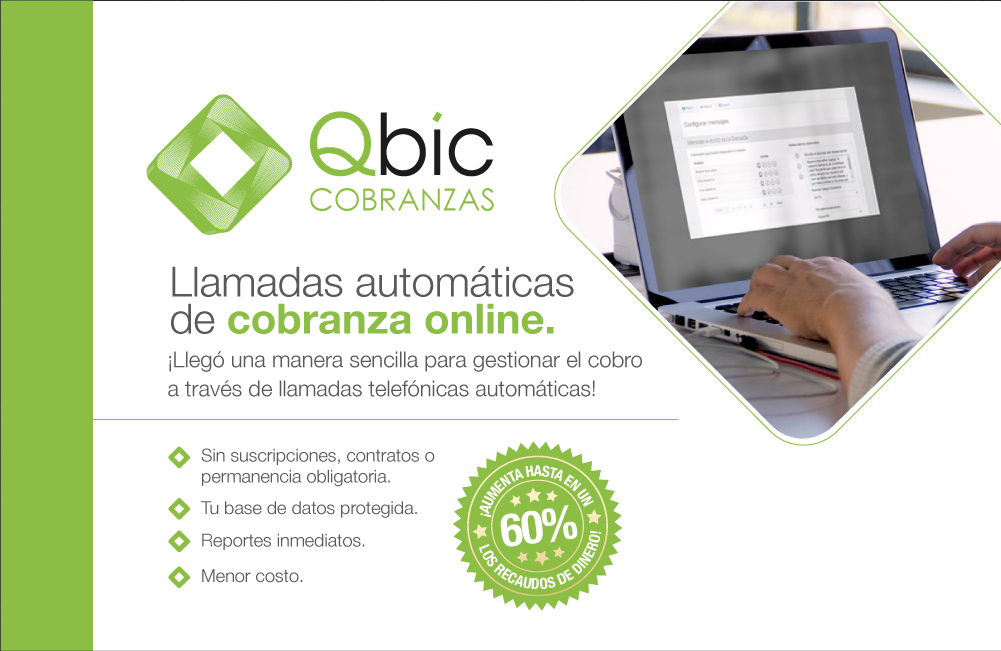 Qbic
COBRANZAS
Llamadas automáticas
de cobranza online.
¡Llegó una manera sencilla para gestionar el cobro
a través de llamadas telefónicas automáticas!
Sin suscripciones, contratos o
permanencia obligatoria.
Tu base de datos protegida.
Reportes inmediatos.
Menor costo.
¡AUMENTA HASTA EN UN
60%
LOS RECAUDOS DE DINERO!
Configurar mensajes